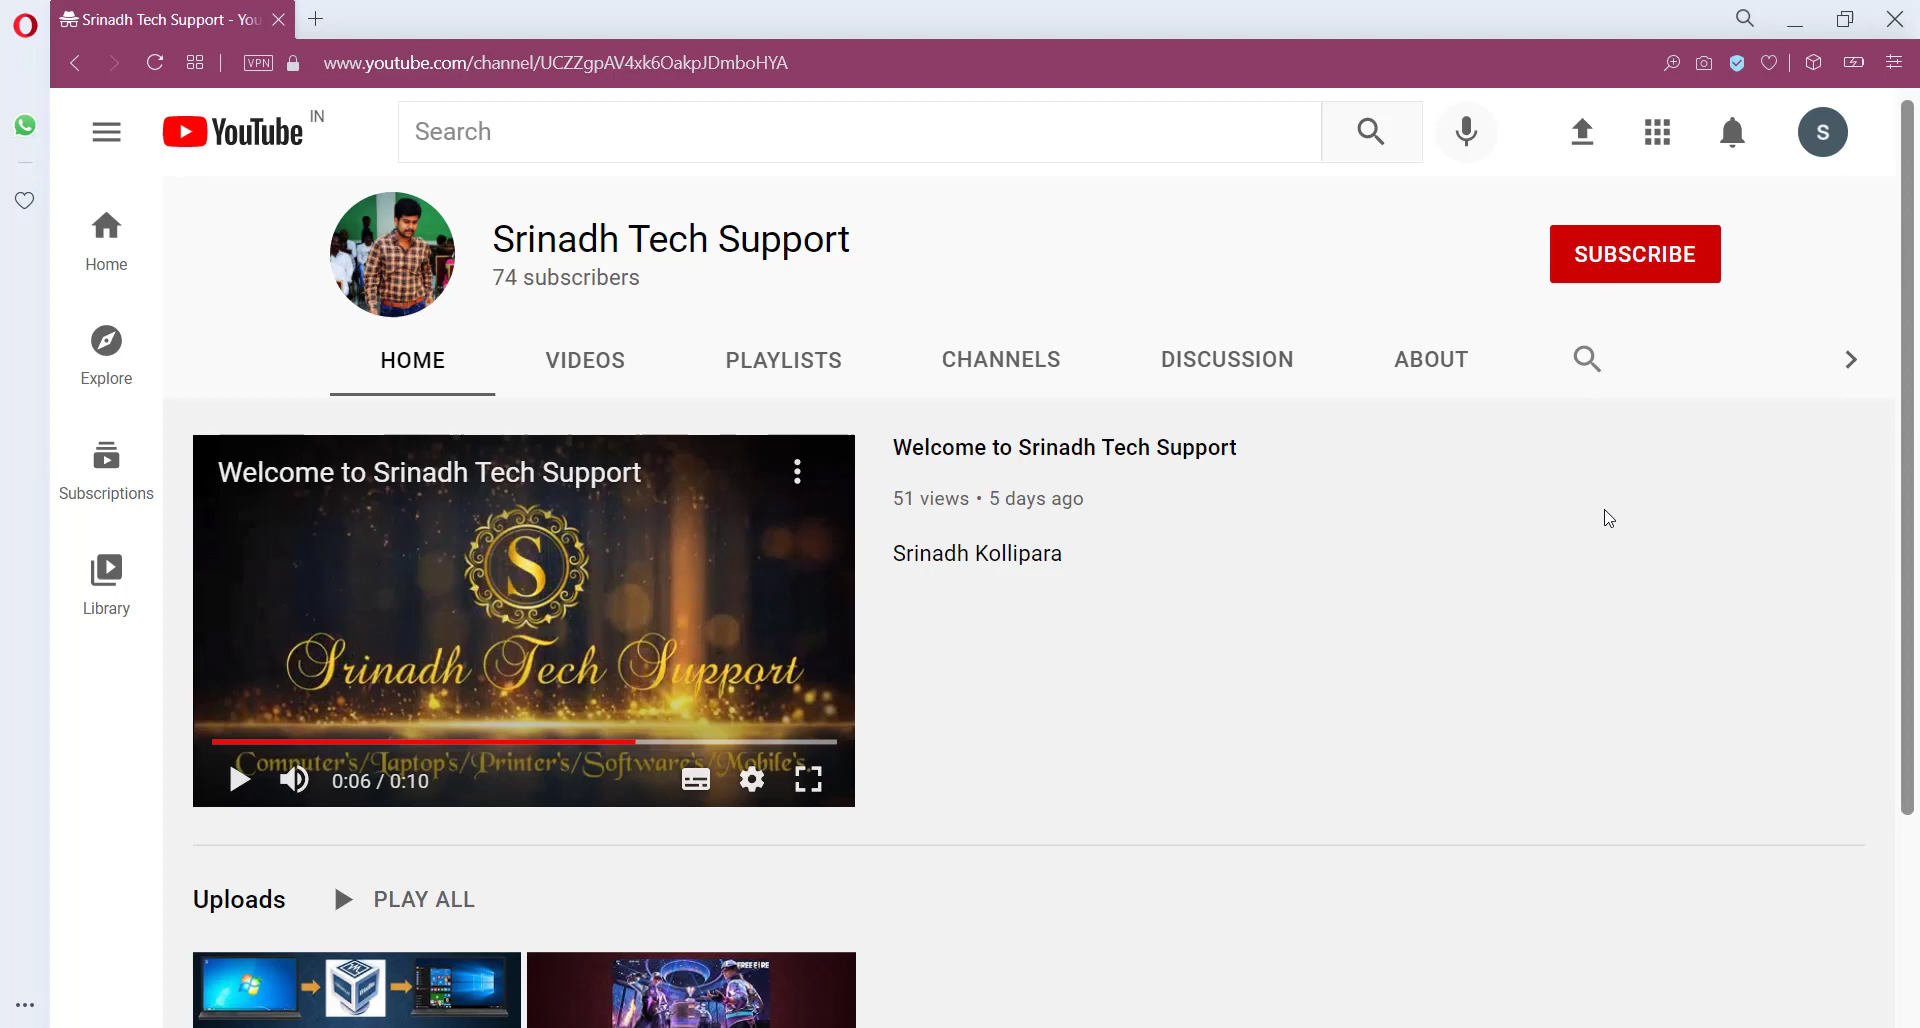 Srinadh Tech Support - You
VPN
www.youtube.com/channel/UCZZgpAV4xk6OakpJDmboHYA
YouTube IN
Search
S
Home
Explore
Subscriptions
Library
Srinadh Tech Support
74 subscribers
SUBSCRIBE
HOME VIDEOS PLAYLISTS CHANNELS DISCUSSION ABOUT
Welcome to Srinadh Tech Support
S
Srinadh Tech Support
Computer's/Laptop's/Printer's/Software's/Mobile's
0:06 / 0:10
Welcome to Srinadh Tech Support
51 views • 5 days ago
Srinadh Kollipara
Uploads PLAY ALL
FREE FIRE